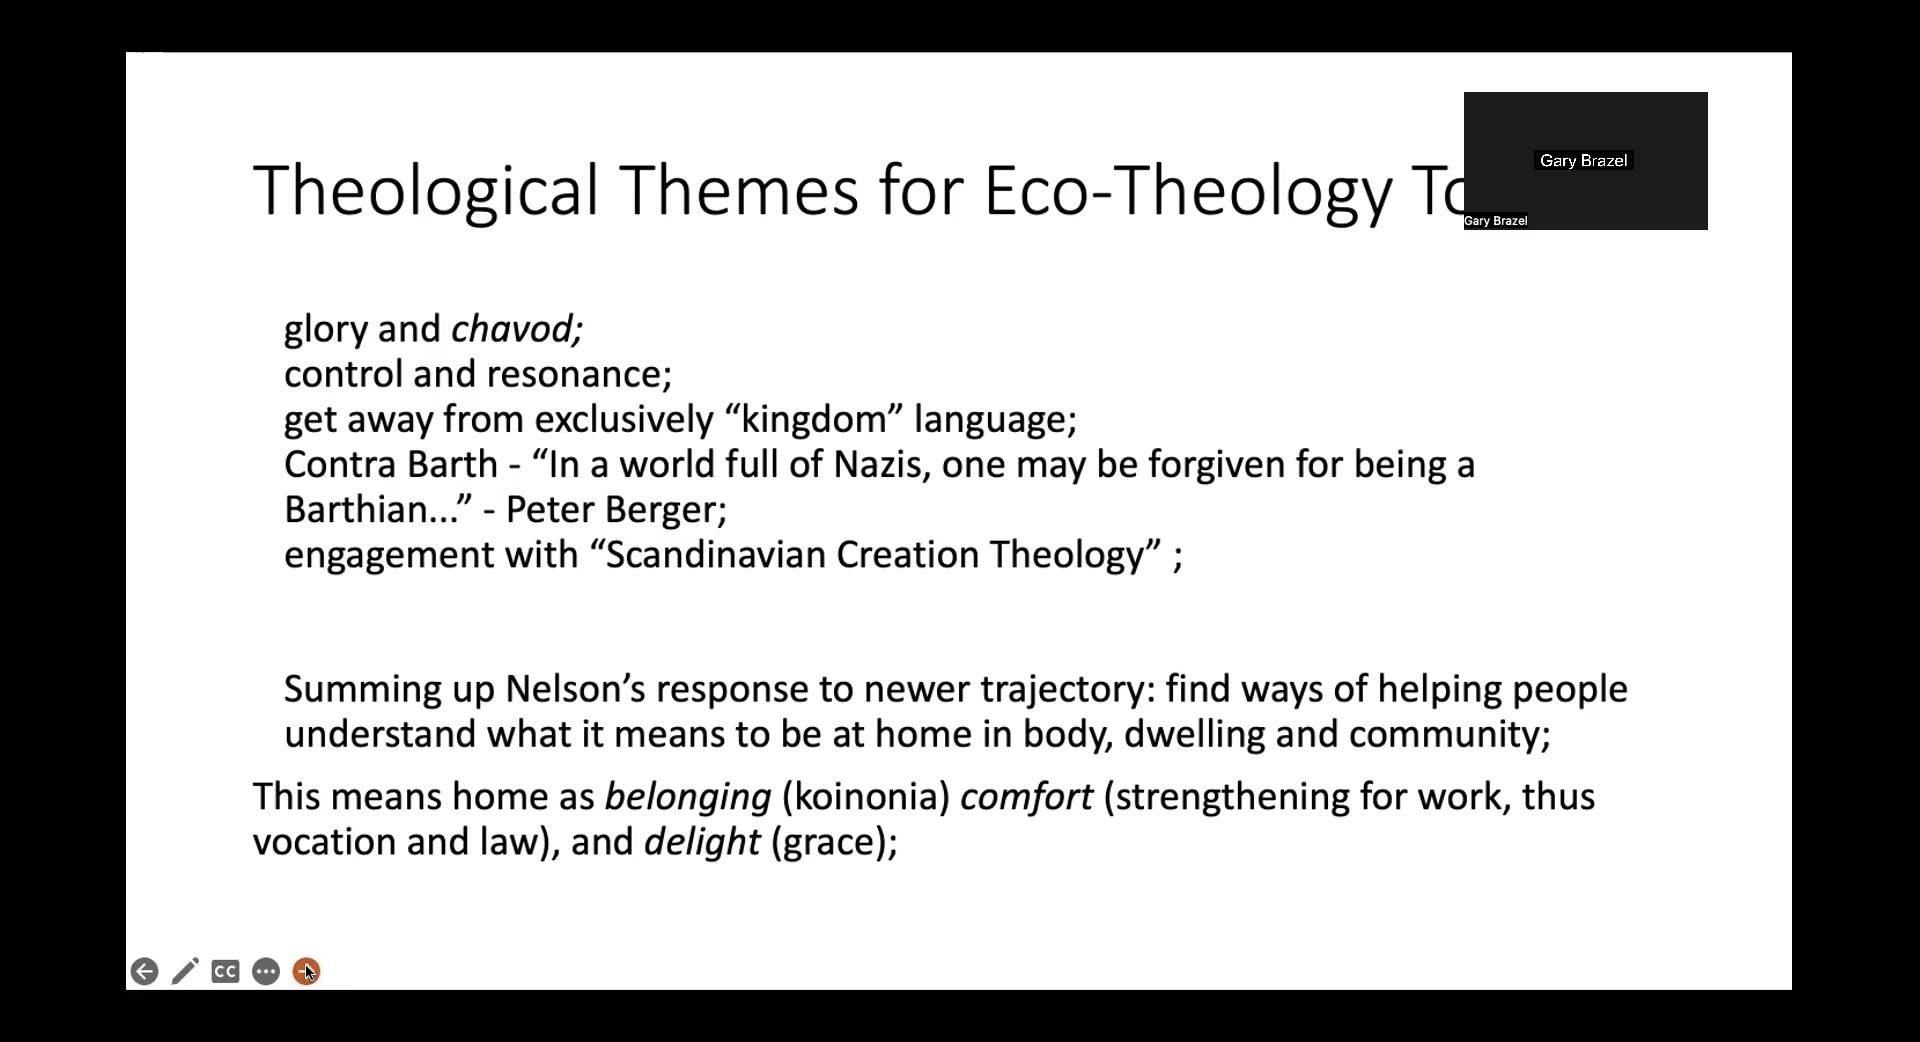 Theological Themes for Eco-Theology
Gary Brazel
Gary Brazel
glory and chavod;
control and resonance;
get away from exclusively “kingdom” language;
Contra Barth - “In a world full of Nazis, one may be forgiven for being a
Barthian...” - Peter Berger;
engagement with “Scandinavian Creation Theology” ;
Summing up Nelson’s response to newer trajectory: find ways of helping people
understand what it means to be at home in body, dwelling and community;
This means home as belonging (koinonia) comfort (strengthening for work, thus
vocation and law), and delight (grace);
CC